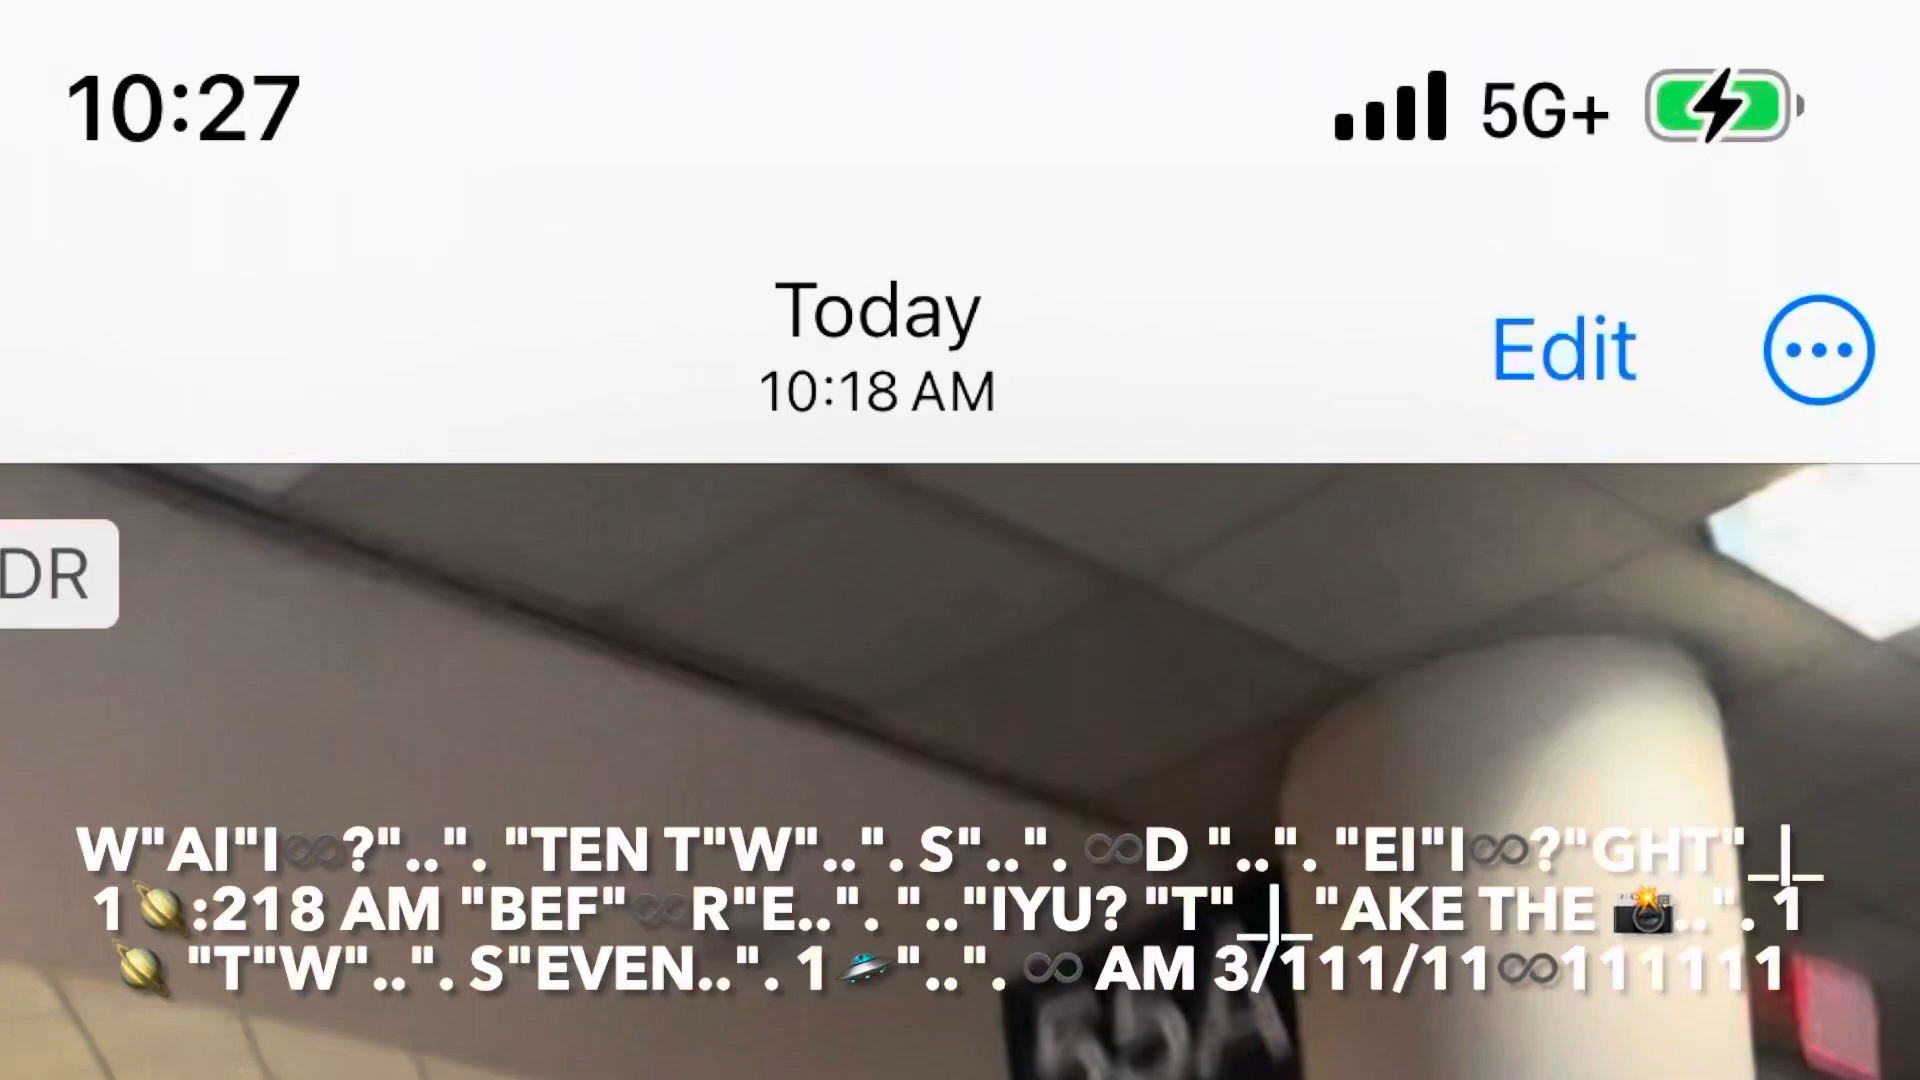 10:27
5G+
Today
10:18 AM
Edit
DR
W"AI"I♾️?"..". "TEN T"W"..". S"..". ♾️D "..". "EI"I♾️?"GHT"_|_
1🪐:218 AM "BEF"♾️R"E..". ".."IYU? "T"_|_"AKE THE 📸..". 1
🪐 "T"W"..". S"EVEN..". 1🛸"..". ♾️ AM 3/111/11♾️111111
55A